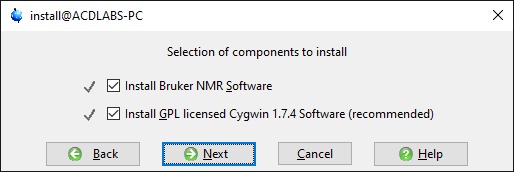 install@ACDLABS-PC
Selection of components to install
Install Bruker NMR Software
Install GPL licensed Cygwin 1.7.4 Software (recommended)
Back Next Cancel Help